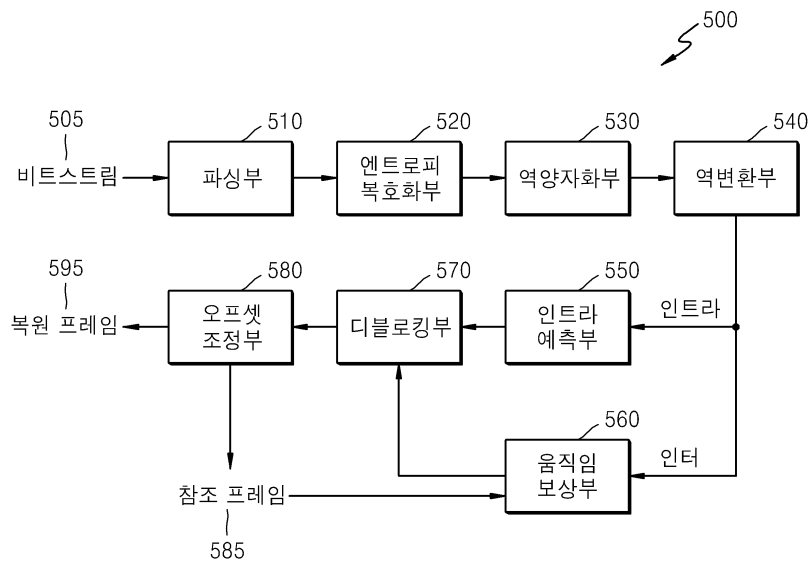 500
505
510
520
530
540
비트스트림
파싱부
엔트로피
복호화부
역양자화부
역변환부
595
580
570
550
복원 프레임
오프셋
조정부
디블로킹부
인트라
예측부
인트라
560
움직임
보상부
인터
참조 프레임
585